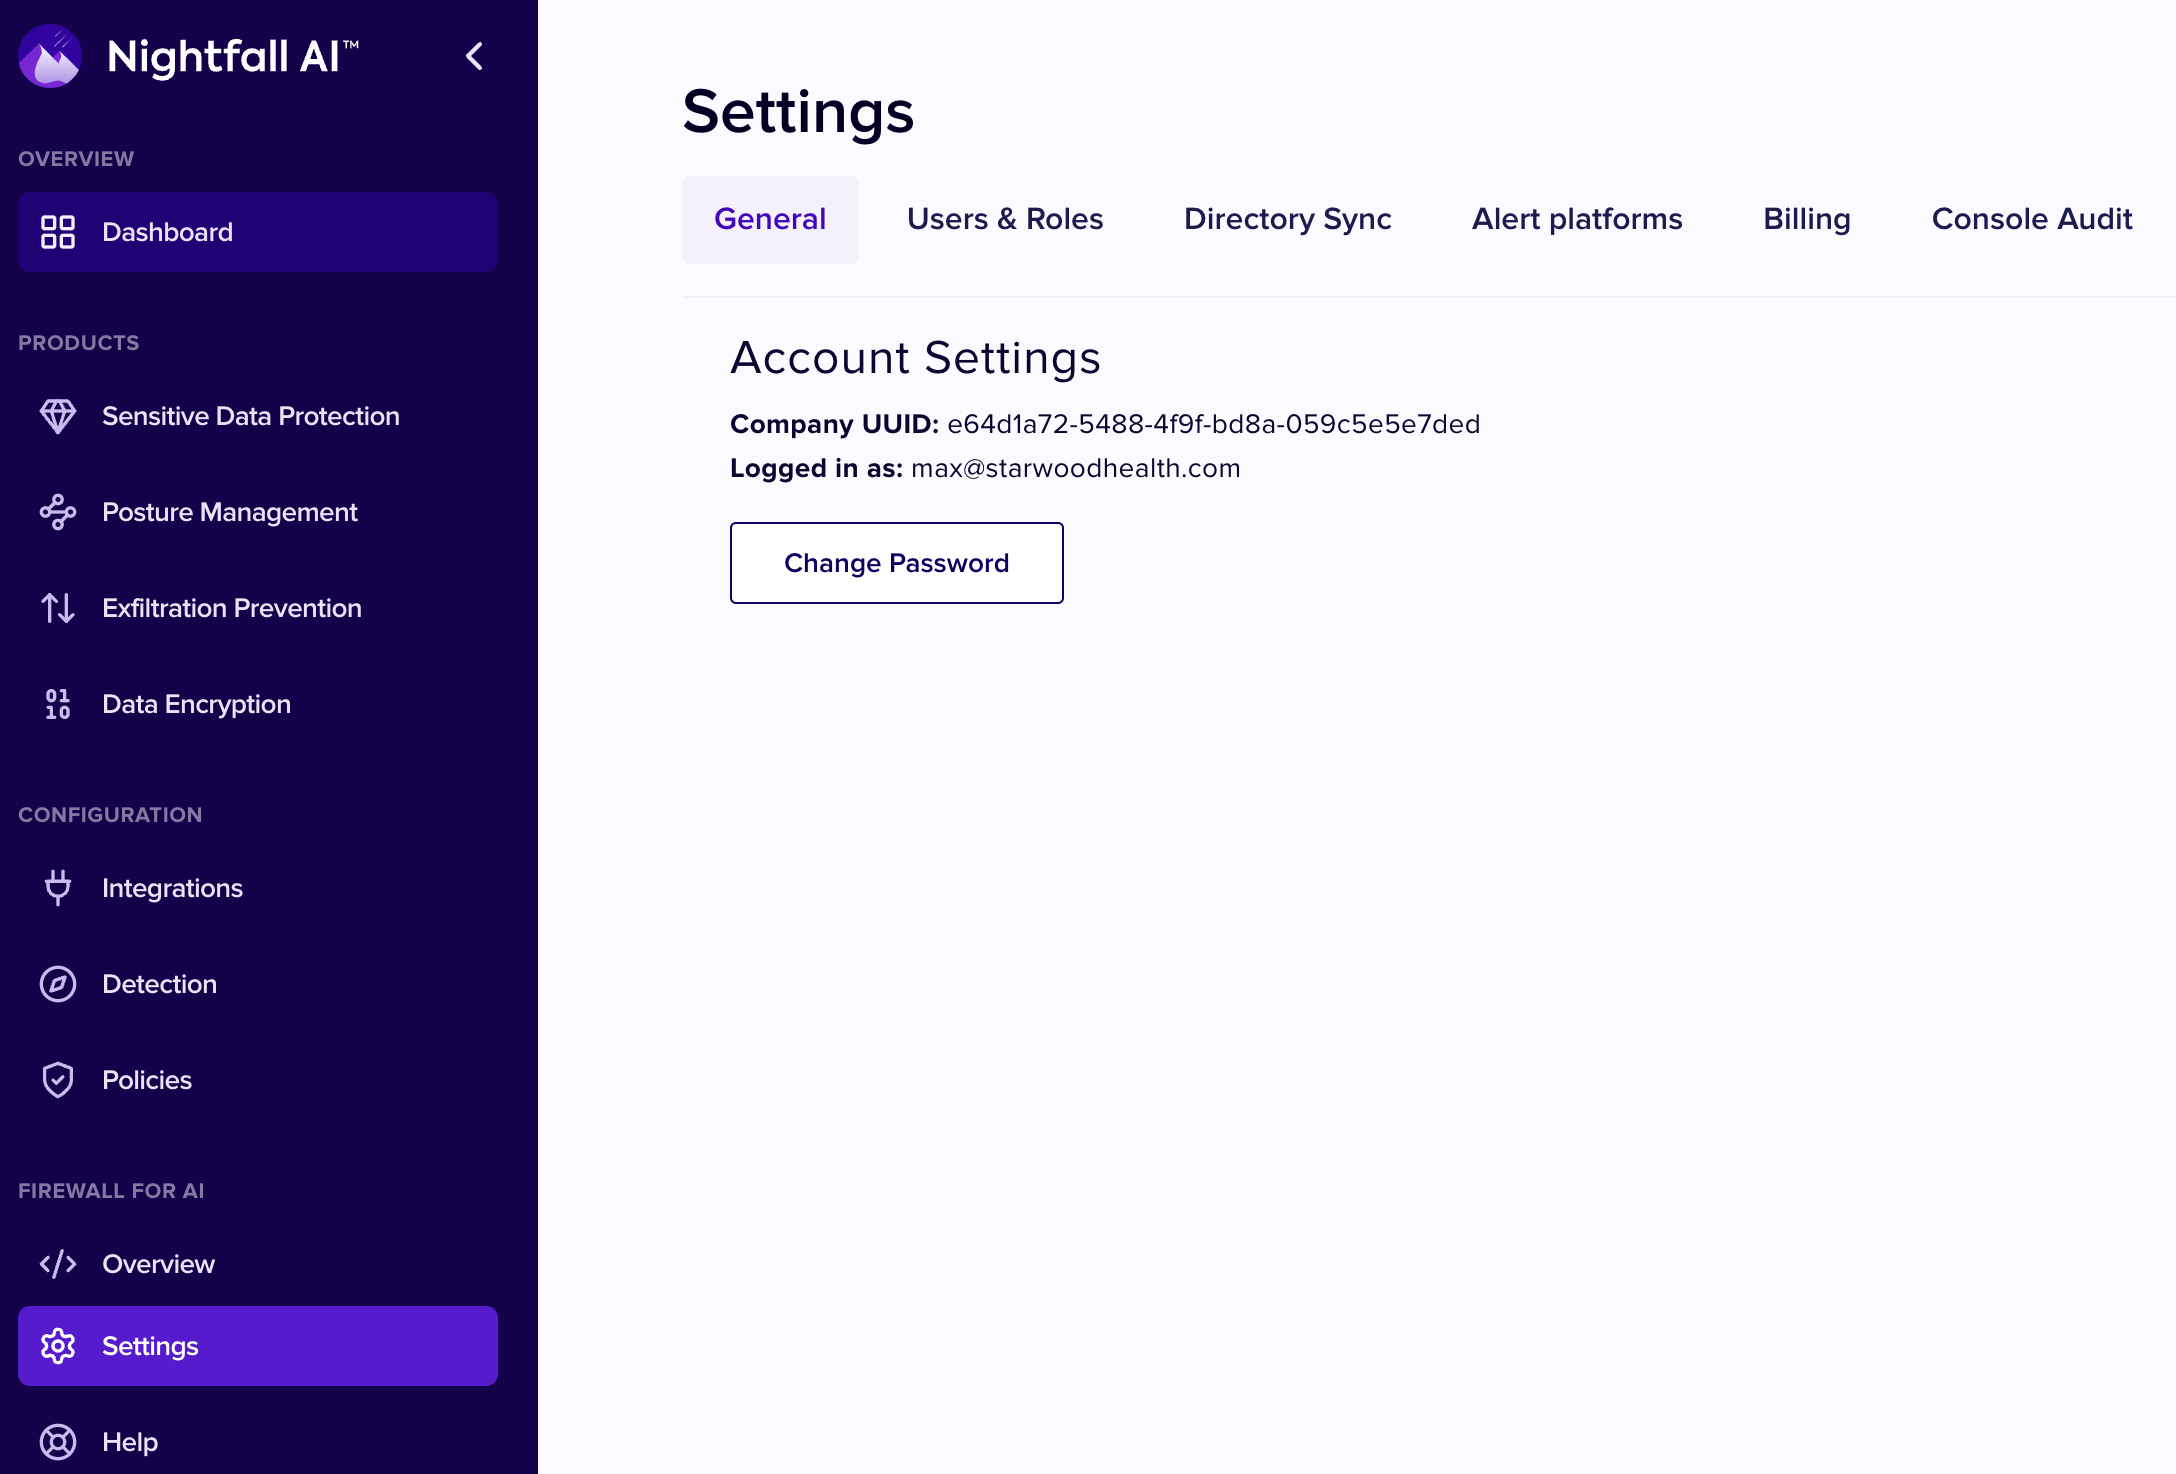 Nightfall AI™
OVERVIEW
Dashboard
PRODUCTS
Sensitive Data Protection
Posture Management
Exfiltration Prevention
Data Encryption
CONFIGURATION
Integrations
Detection
Policies
FIREWALL FOR AI
Overview
Settings
Help
Settings
General Users & Roles Directory Sync Alert platforms Billing Console Audit
Account Settings
Company UUID: e64d1a72-5488-4f9f-bd8a-059c5e5e7ded
Logged in as: max@starwoodhealth.com
Change Password